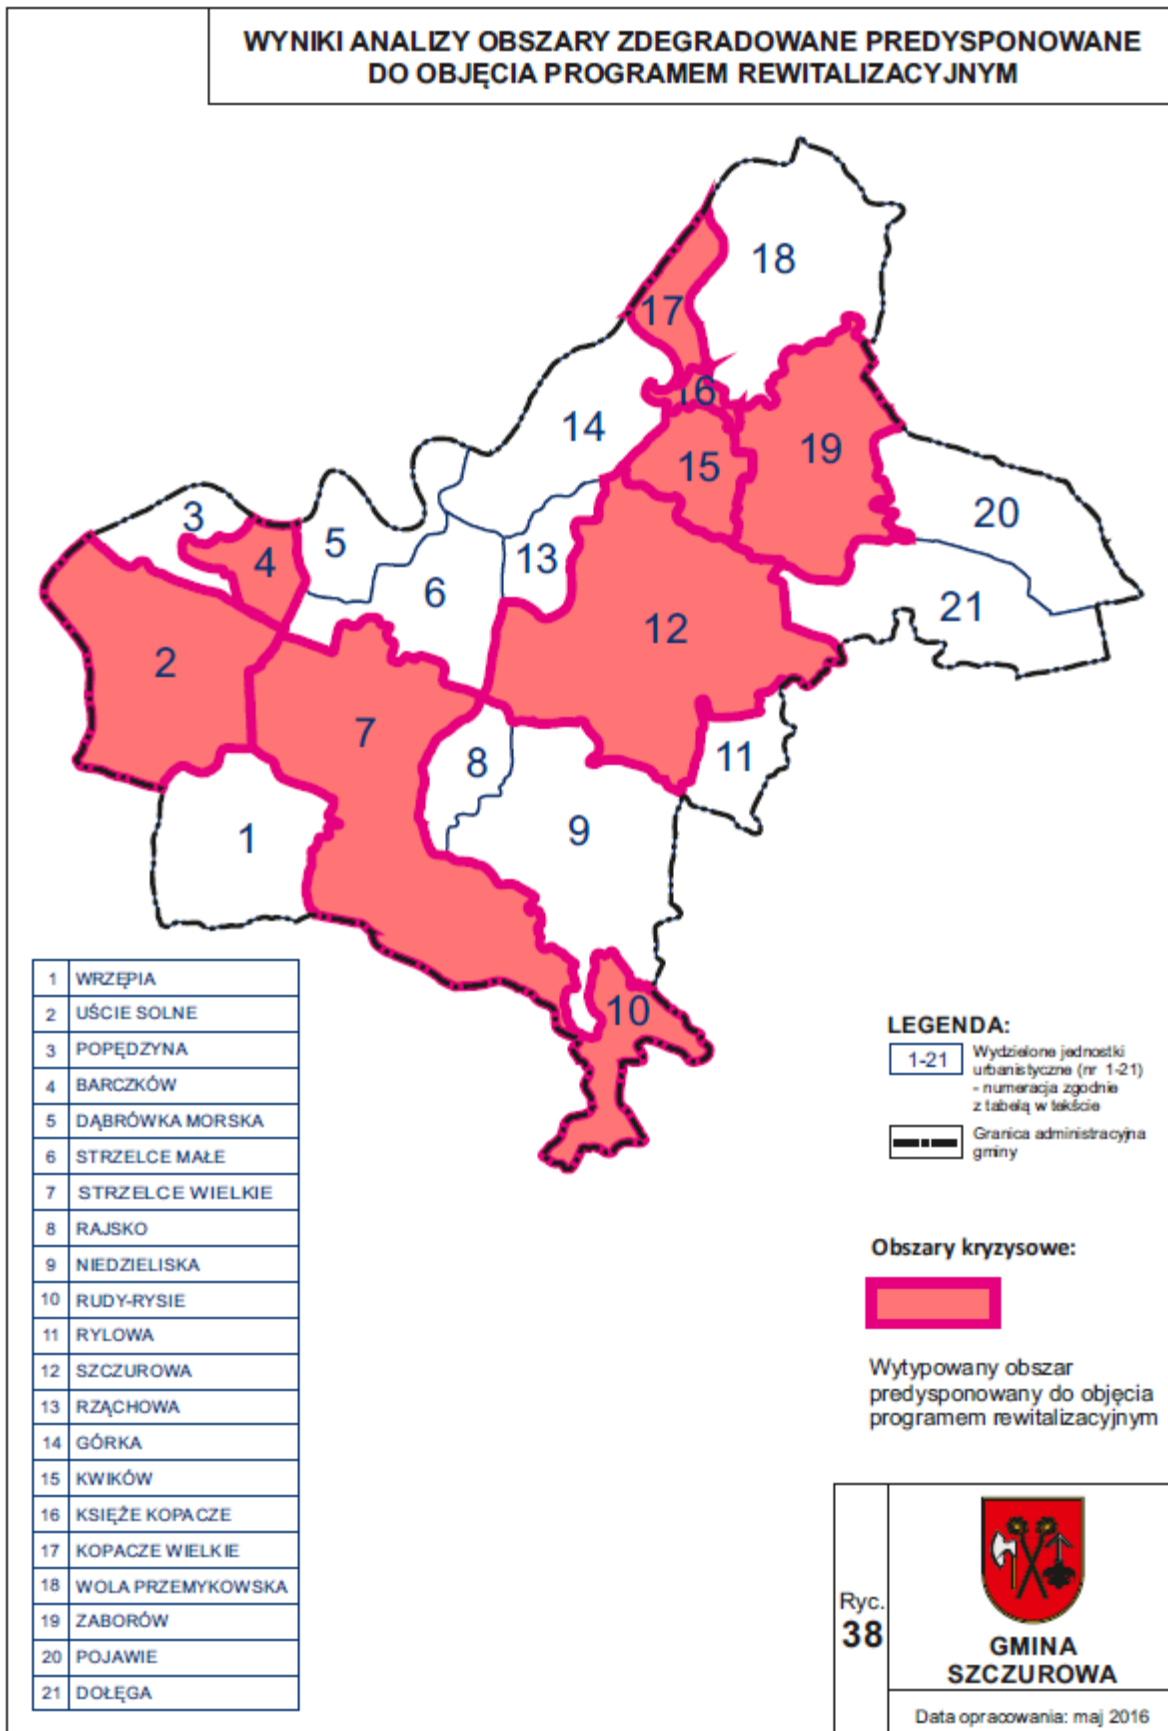 WYNIKI ANALIZY OBSZARY ZDEGRADOWANE PREDYSPONOWANE
DO OBJĘCIA PROGRAMEM REWITALIZACYJNYM
18
17
16
14
19
15
3
20
5
4
13
6
21
12
2
7
11
8
1
9
10
1 WRZĘPIA
2 UŚCIE SOLNE
3 POPĘDZYNA
4 BARCZKÓW
5 DĄBRÓWKA MORSKA
6 STRZELCE MAŁE
7 STRZELCE WIELKIE
8 RAJSKO
9 NIEDZIELISKA
10 RUDY-RYSIE
11 RYLOWA
12 SZCZUROWA
13 RZĄCHOWA
14 GÓRKA
15 KWIKÓW
16 KSIĘŻE KOPACZE
17 KOPACZE WIELKIE
18 WOLA PRZEMYKOWSKA
19 ZABORÓW
20 POJAWIE
21 DOŁĘGA
LEGENDA:
1-21
Wydzielone jednostki
urbanistyczne (nr 1-21)
- numeracja zgodnie
z tabelą w tekście
Granica administracyjna
gminy
Obszary kryzysowe:
Wytypowany obszar
predysponowany do objęcia
programem rewitalizacyjnym
Ryc.
38
GMINA
SZCZUROWA
Data opracowania: maj 2016